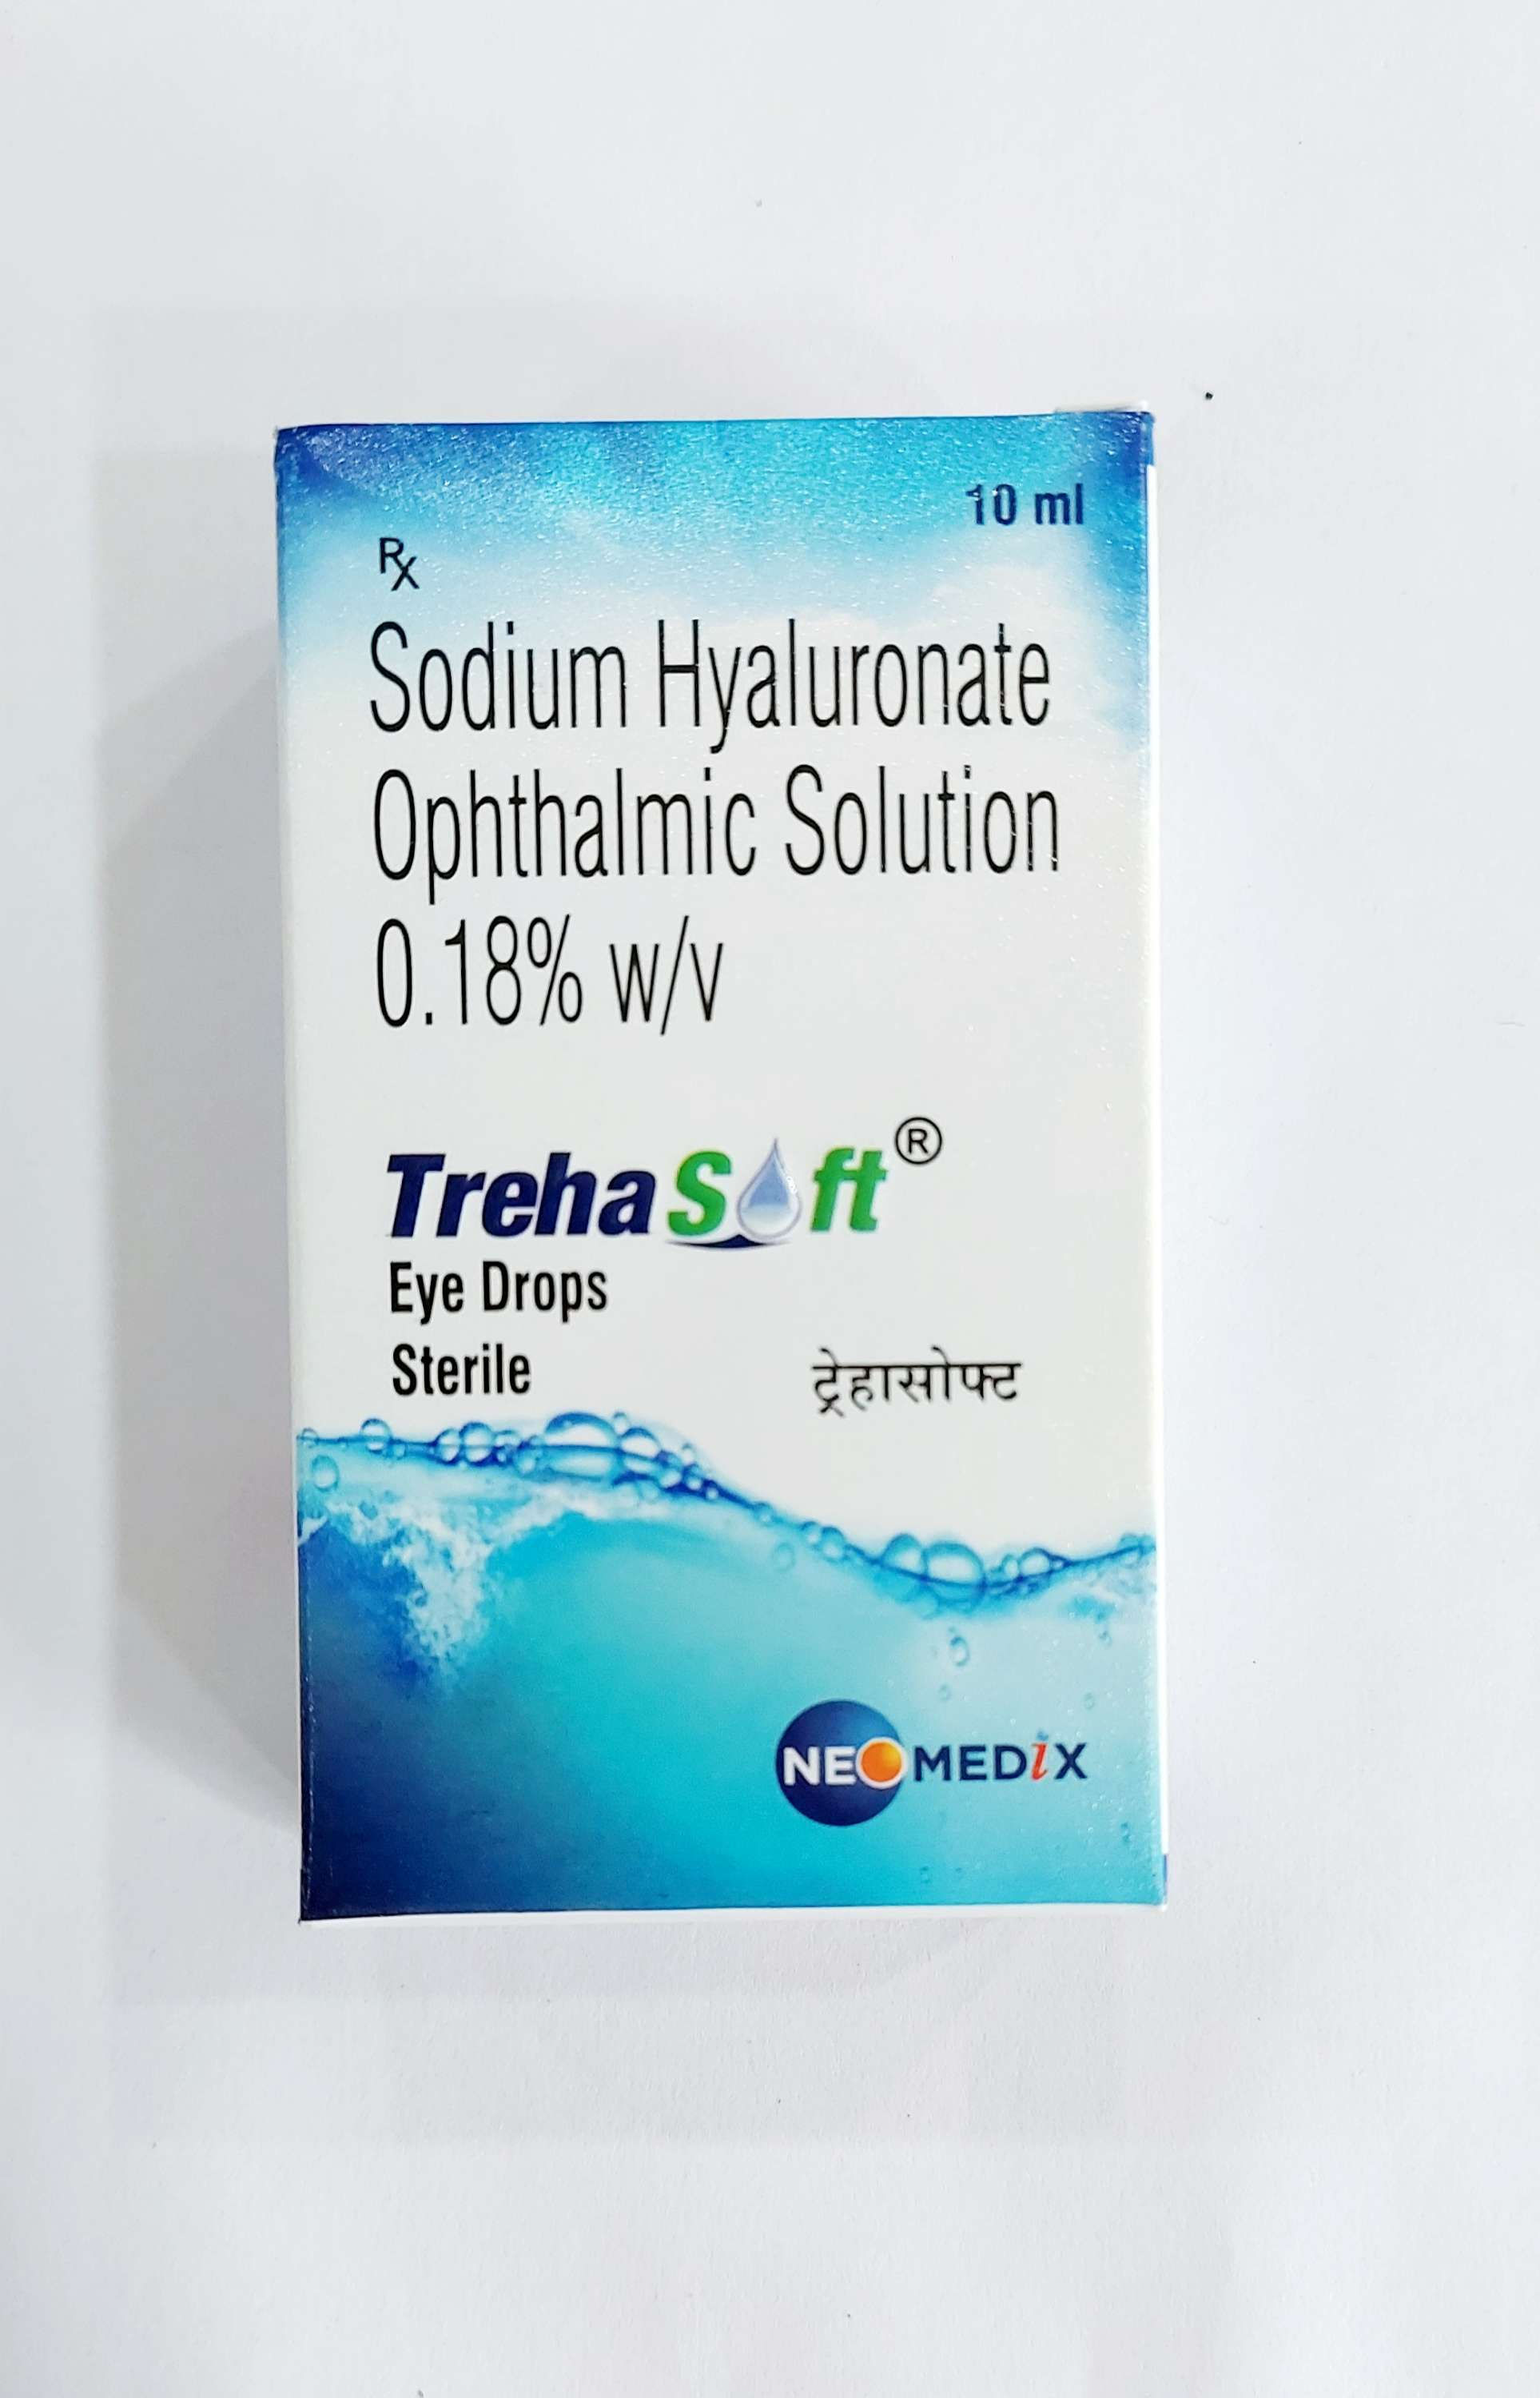 10 ml
Rx
Sodium Hyaluronate
Ophthalmic Solution
0.18% w/v
TrehaSoft®
Eye Drops
Sterile
ट्रेहासोफ्ट
NEOMEDiX